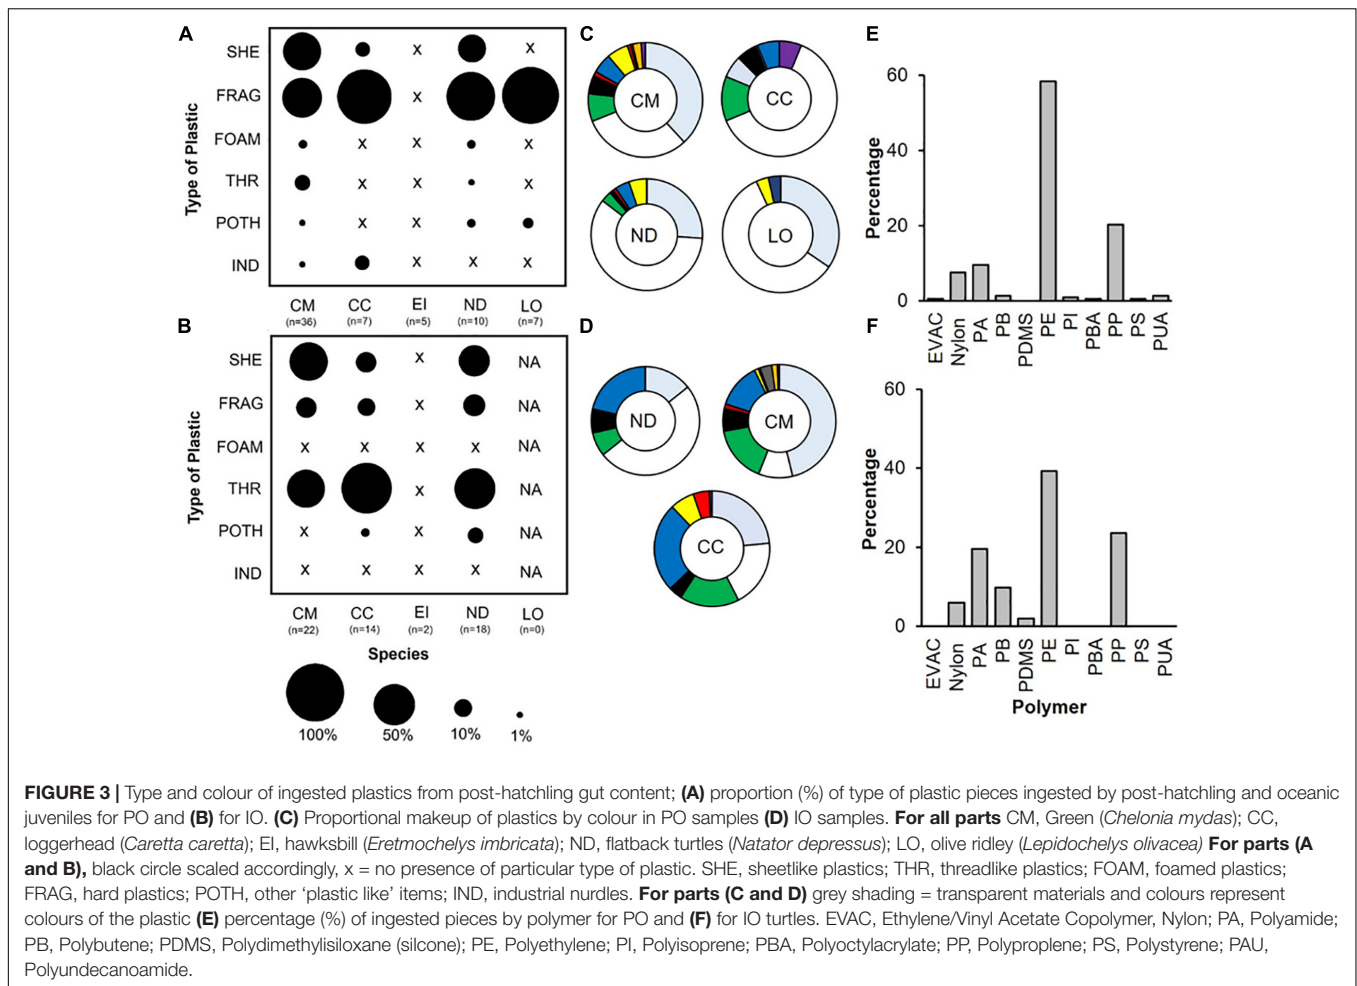 A
Type of Plastic
SHE x x
FRAG x
FOAM x x x
THR x x x
POTH x x
IND x x x
CM CC EI ND LO
(n=36) (n=7) (n=5) (n=10) (n=7)
B
Type of Plastic
SHE x NA
FRAG x NA
FOAM x x x x NA
THR x NA
POTH x x NA
IND x x x x NA
CM CC EI ND LO
(n=22) (n=14) (n=2) (n=18) (n=0)
Species
100% 50% 10% 1%
C
CM CC
ND LO
D
ND CM
CC
E
Percentage
60
40
20
0
EVAC Nylon PA PB PDMS PE PI PBA PP PS PUA
F
Percentage
60
40
20
0
EVAC Nylon PA PB PDMS PE PI PBA PP PS PUA
Polymer
FIGURE 3 | Type and colour of ingested plastics from post-hatchling gut content; (A) proportion (%) of type of plastic pieces ingested by post-hatchling and oceanic
juveniles for PO and (B) for IO. (C) Proportional makeup of plastics by colour in PO samples (D) IO samples. For all parts CM, Green (Chelonia mydas); CC,
loggerhead (Caretta caretta); EI, hawksbill (Eretmochelys imbricata); ND, flatback turtles (Natator depressus); LO, olive ridley (Lepidochelys olivacea) For parts (A
and B), black circle scaled accordingly, x = no presence of particular type of plastic. SHE, sheetlike plastics; THR, threadlike plastics; FOAM, foamed plastics;
FRAG, hard plastics; POTH, other ‘plastic like’ items; IND, industrial nurdles. For parts (C and D) grey shading = transparent materials and colours represent
colours of the plastic (E) percentage (%) of ingested pieces by polymer for PO and (F) for IO turtles. EVAC, Ethylene/Vinyl Acetate Copolymer, Nylon; PA, Polyamide;
PB, Polybutene; PDMS, Polydimethylisiloxane (silcone); PE, Polyethylene; PI, Polyisoprene; PBA, Polyoctylacrylate; PP, Polyproplene; PS, Polystyrene; PAU,
Polyundecanoamide.